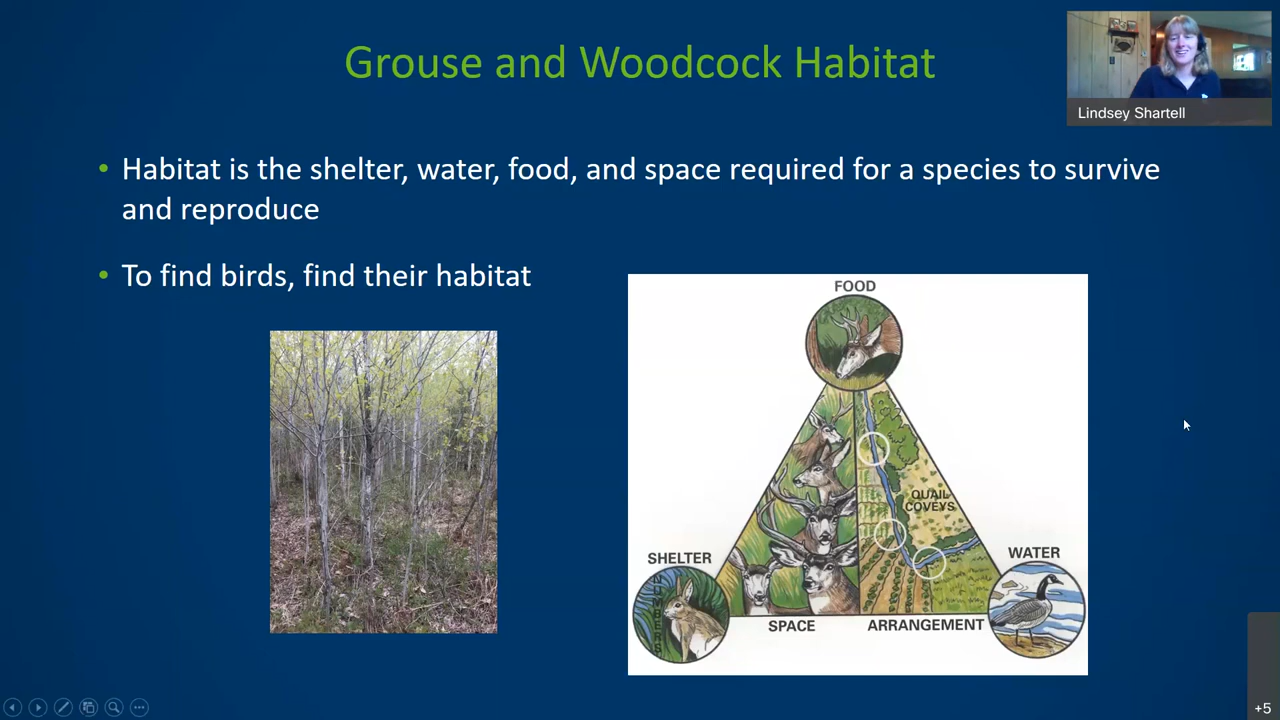 Grouse and Woodcock Habitat
Lindsey Shartell
• Habitat is the shelter, water, food, and space required for a species to survive
and reproduce
• To find birds, find their habitat
FOOD
QUAIL
COVEYS
SHELTER
WATER
SPACE
ARRANGEMENT
+5